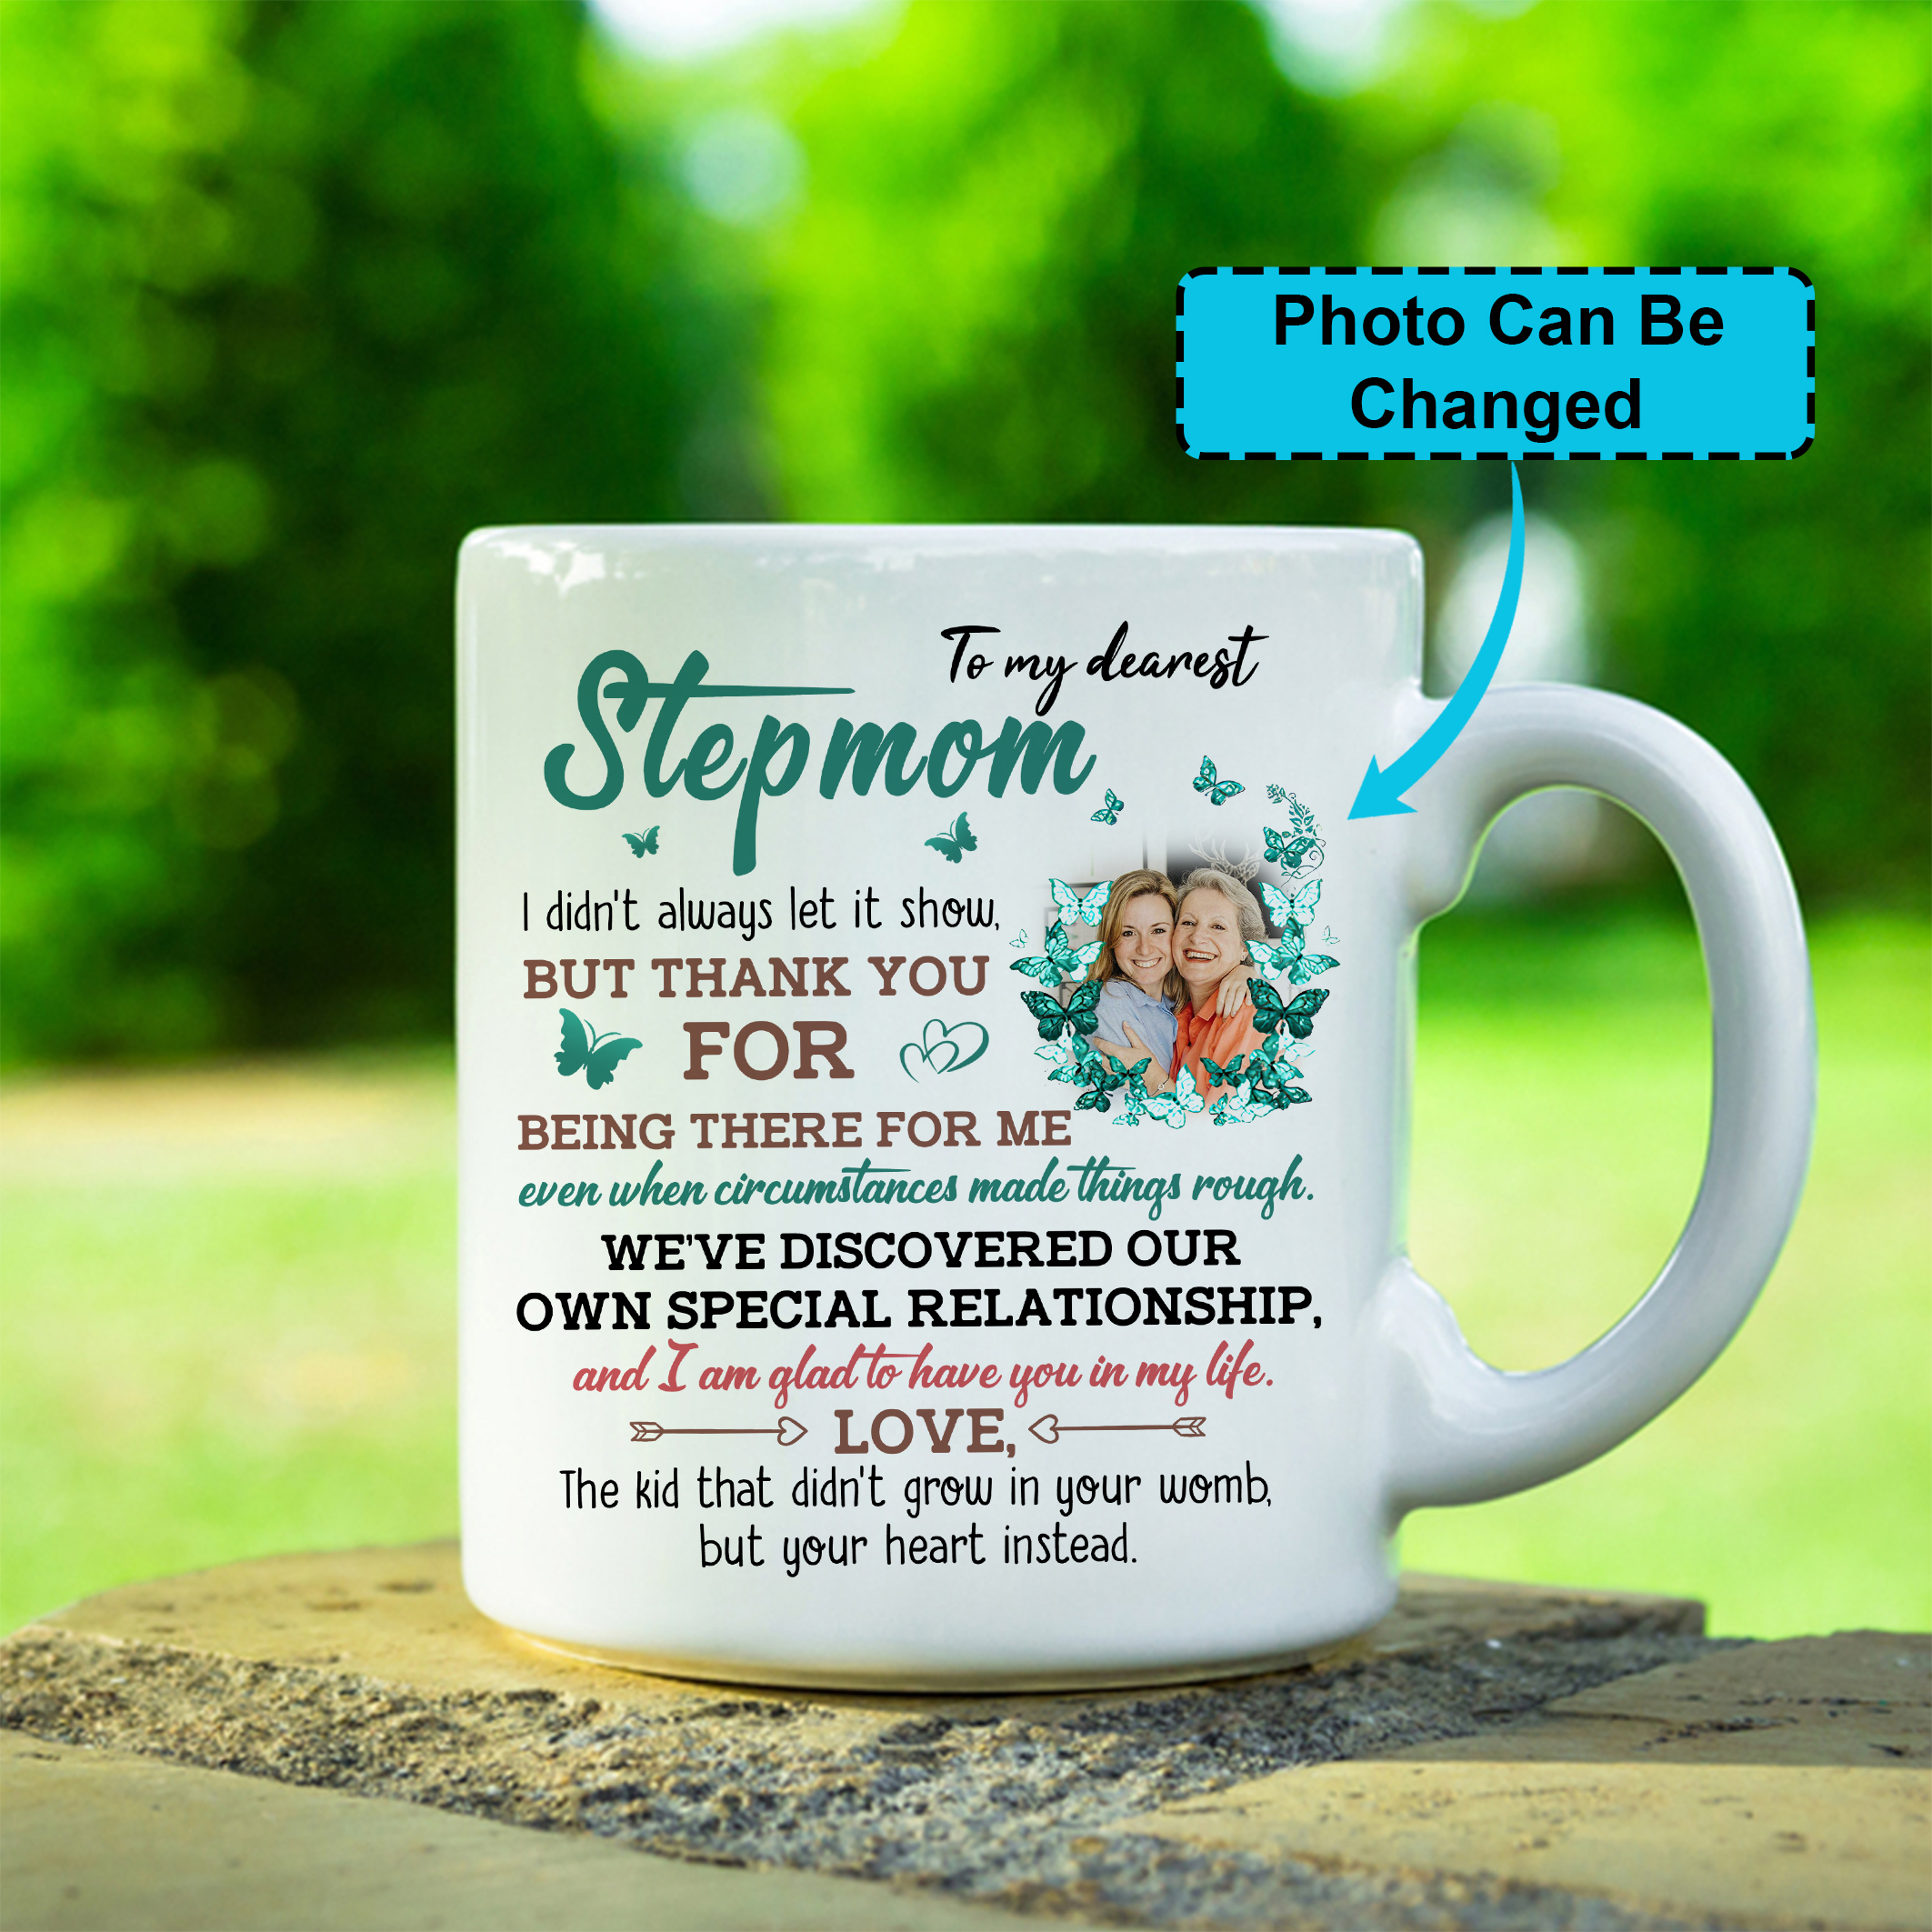 Photo Can Be
Changed
To my dearest
Stepmom
I didn't always let it show,
BUT THANK YOU
FOR
BEING THERE FOR ME
even when circumstances made things rough.
WE'VE DISCOVERED OUR
OWN SPECIAL RELATIONSHIP,
and I am glad to have you in my life.
LOVE,
The kid that didn't grow in your womb,
but your heart instead.